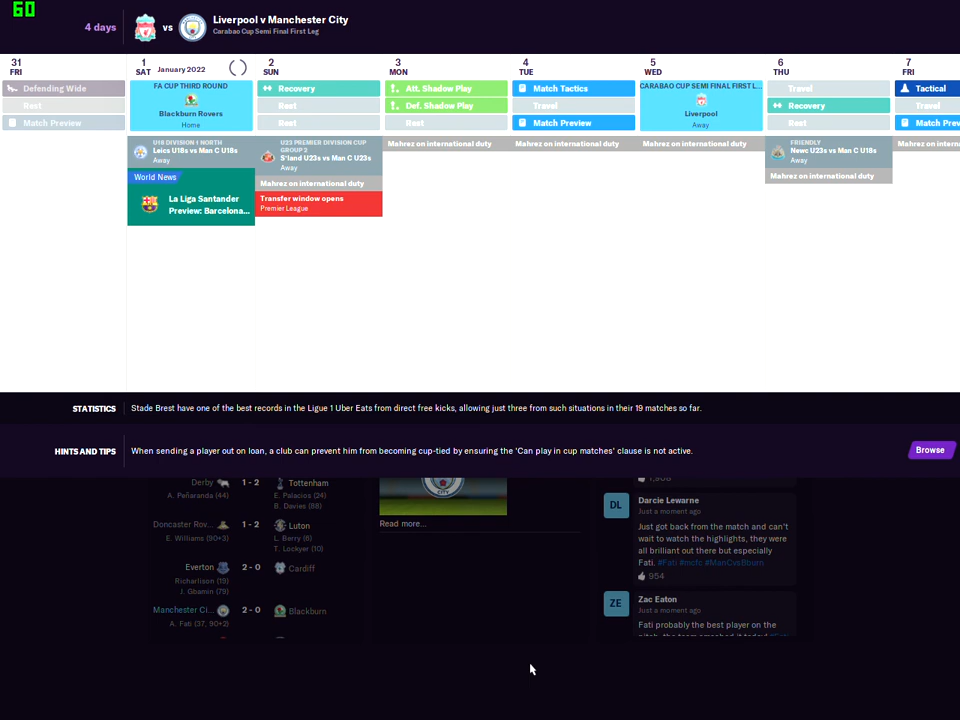 60
4 days
vs
Liverpool v Manchester City
Carabao Cup Semi Final First Leg
31
FRI
1
SAT January 2022
2
SUN
3
MON
4
TUE
5
WED
6
THU
7
FRI
Defending Wide
Rest
Match Preview
FA CUP THIRD ROUND
Blackburn Rovers
Home
Recovery
Rest
Rest
Att. Shadow Play
Def. Shadow Play
Rest
Match Tactics
Travel
Match Preview
CARABAO CUP SEMI FINAL FIRST L...
Liverpool
Away
Travel
Recovery
Rest
Tactical
Travel
Match Prev
U18 DIVISION 1 NORTH
Leics U18s vs Man C U18s
Away
World News
La Liga Santander
Preview: Barcelona...
U23 PREMIER DIVISION CUP
GROUP 2
S'land U23s vs Man C U23s
Away
Mahrez on international duty
Transfer window opens
Premier League
Mahrez on international duty
Mahrez on international duty
Mahrez on international duty
FRIENDLY
Newc U23s vs Man C U18s
Away
Mahrez on international duty
Mahrez on intern
STATISTICS
Stade Brest have one of the best records in the Ligue 1 Uber Eats from direct free kicks, allowing just three from such situations in their 19 matches so far.
HINTS AND TIPS
When sending a player out on loan, a club can prevent him from becoming cup-tied by ensuring the 'Can play in cup matches' clause is not active.
Browse
Derby 1 - 2 Tottenham
A. Peñaranda (44)
E. Palacios (24)
B. Davies (88)
Doncaster Rov... 1 - 2 Luton
E. Williams (90+3)
L. Berry (6)
T. Lockyer (10)
Everton 2 - 0 Cardiff
Richarlison (19)
J. Gbamin (79)
Manchester Ci... 2 - 0 Blackburn
A. Fati (37, 90+2)
CITY
Read more...
1,908
DL
Darcie Lewarne
Just a moment ago
Just got back from the match and can't
wait to watch the highlights, they were
all brilliant out there but especially
Fati. #Fati #mcfc #ManCvsBburn
954
ZE
Zac Eaton
Just a moment ago
Fati probably the best player on the
pitch, the team smashed it today! #Fati